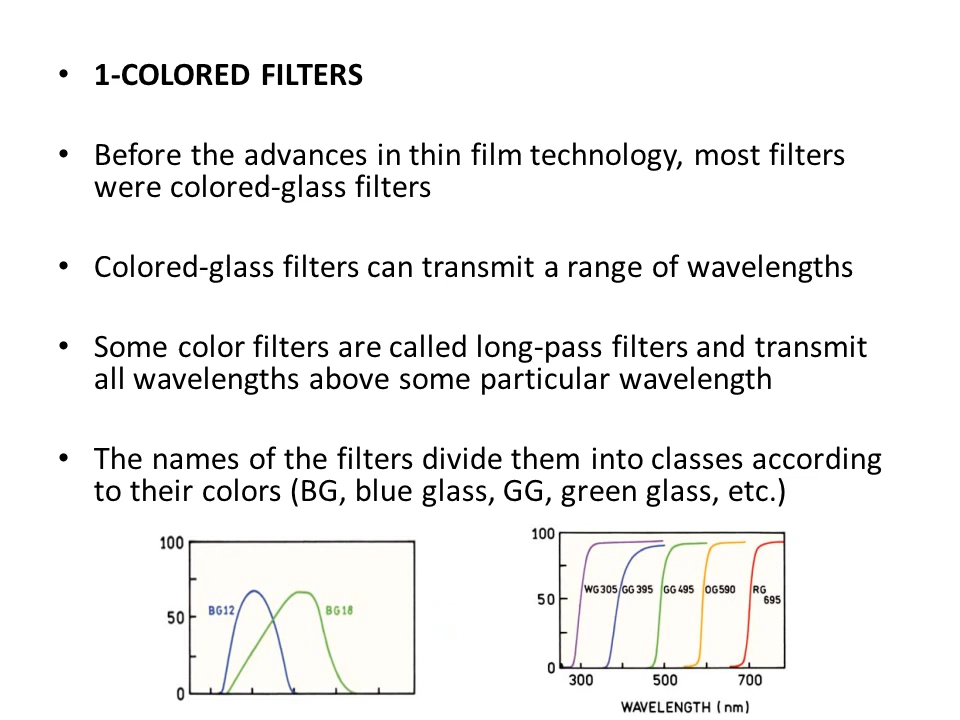 • 1-COLORED FILTERS
• Before the advances in thin film technology, most filters
were colored-glass filters
• Colored-glass filters can transmit a range of wavelengths
• Some color filters are called long-pass filters and transmit
all wavelengths above some particular wavelength
• The names of the filters divide them into classes according
to their colors (BG, blue glass, GG, green glass, etc.)
100
50
0
BG12
BG18
100
50
0
WG305
GG395
GG495
OG590
RG
695
300
500
700
WAVELENGTH (nm)